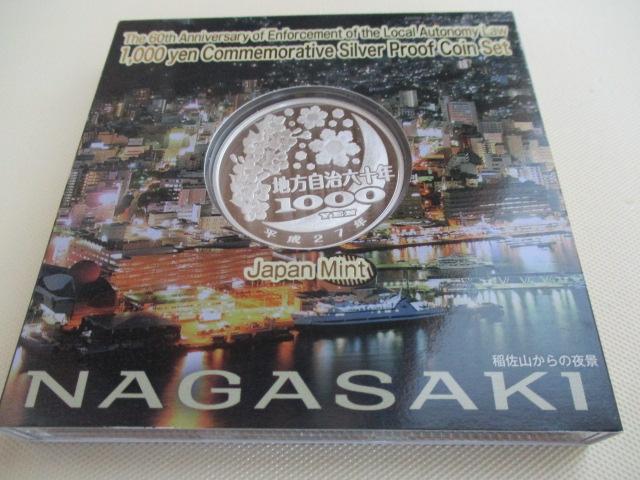 The 60th Anniversary of Enforcement of the Local Autonomy Law
1,000 yen Commemorative Silver Proof Coin Set
地方自治六十年
1000
YEN
平成27年
Japan Mint
稲佐山からの夜景
NAGASAKI